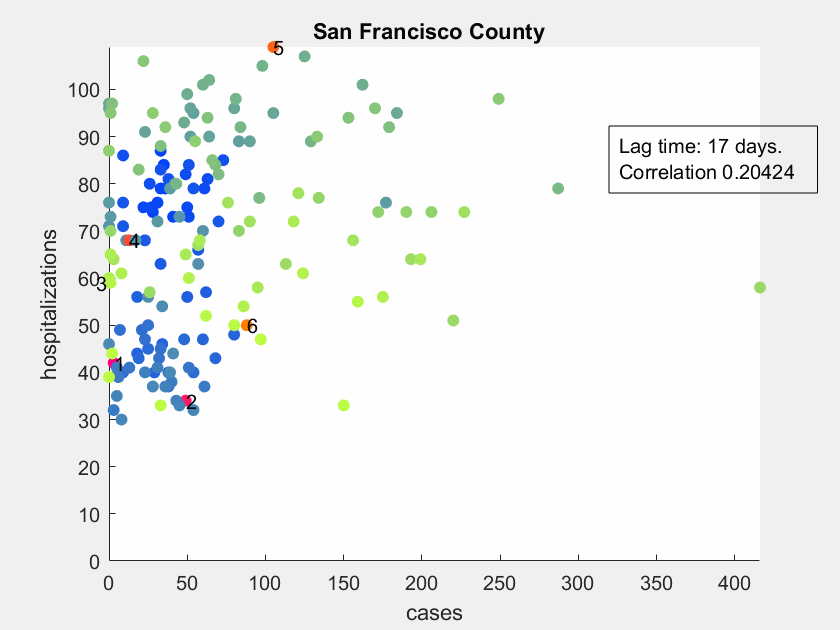 San Francisco County
5
100
90
Lag time: 17 days.
Correlation 0.20424
80
70
4
60
3
hospitalizations
50
6
40
1
2
30
20
10
0
0 50 100 150 200 250 300 350 400
cases